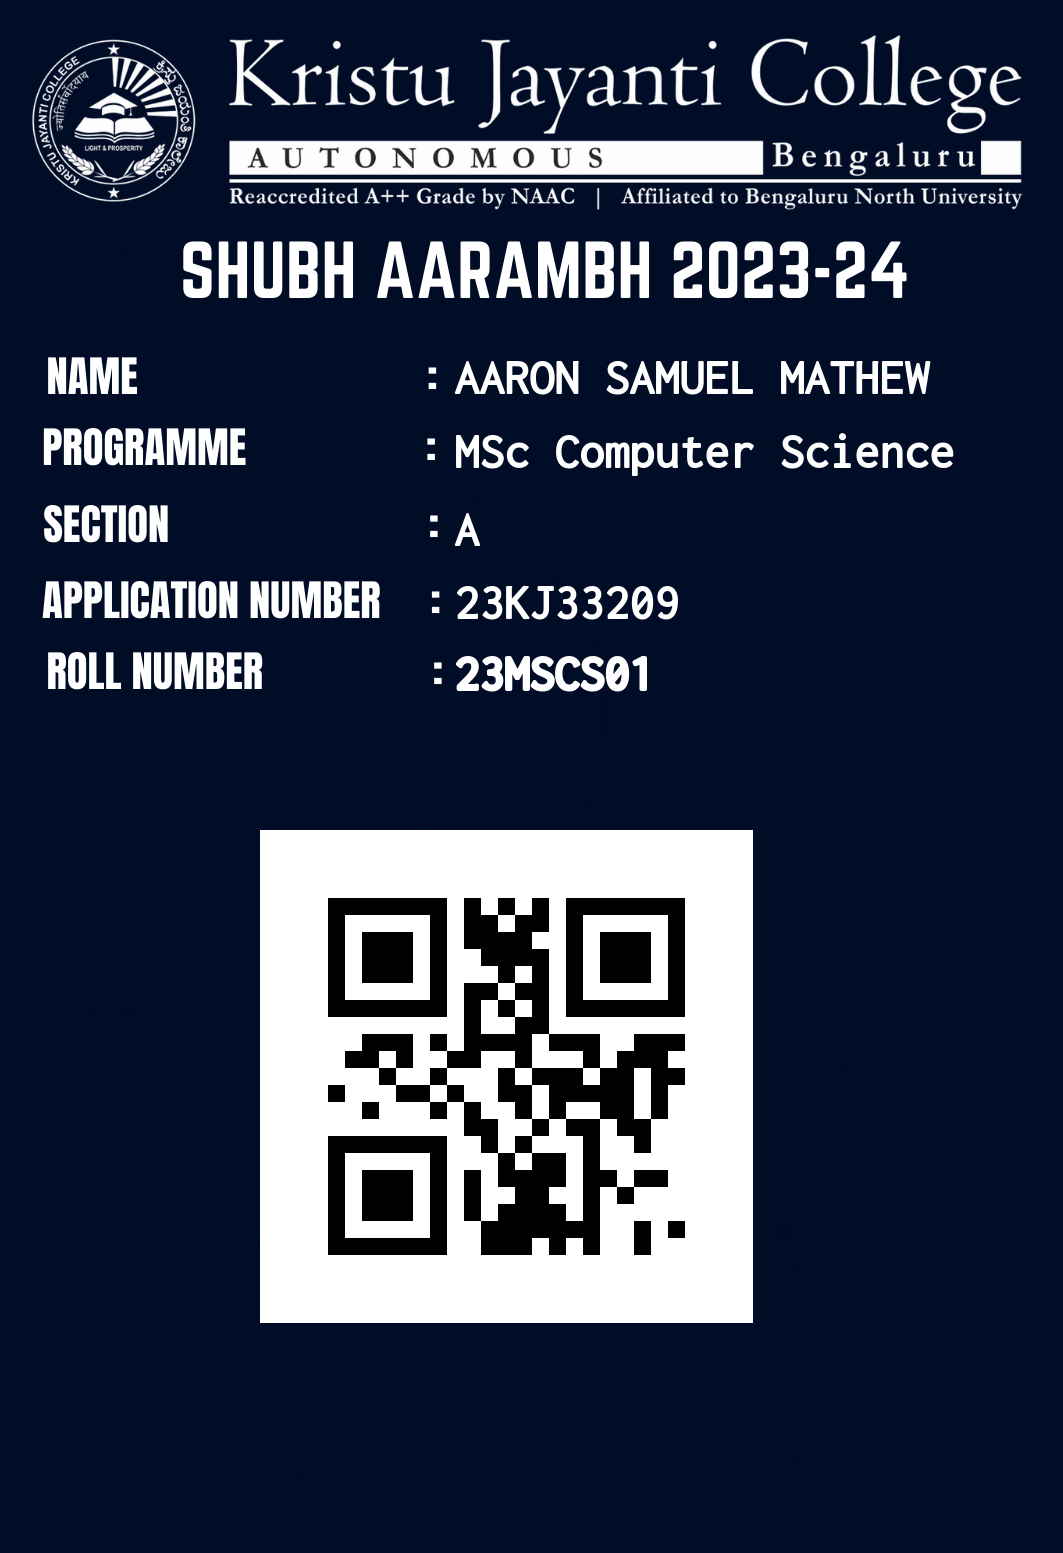 Kristu Jayanti College
AUTONOMOUS Bengaluru
Reaccredited A++ Grade by NAAC | Affiliated to Bengaluru North University
KRISTU JAYANTI COLLEGE
LIGHT & PROSPERITY
SHUBH AARAMBH 2023-24
NAME : AARON SAMUEL MATHEW
PROGRAMME : MSc Computer Science
SECTION : A
APPLICATION NUMBER : 23KJ33209
ROLL NUMBER : 23MSCS01